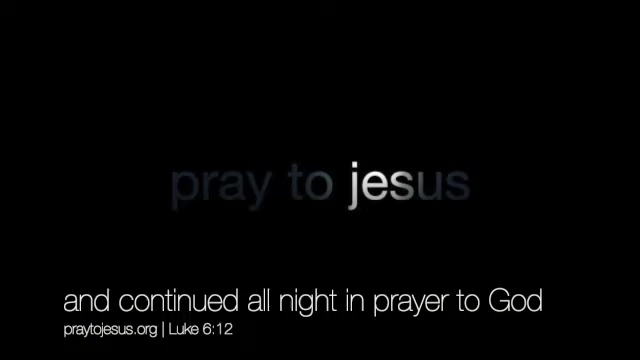 pray to jesus
and continued all night in prayer to God
praytojesus.org | Luke 6:12